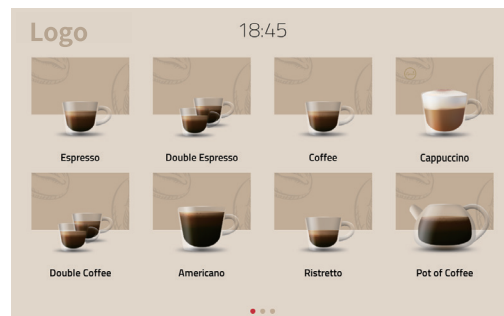 Logo
18:45
Espresso
Double Espresso
Coffee
Cappuccino
Double Coffee
Americano
Ristretto
Pot of Coffee